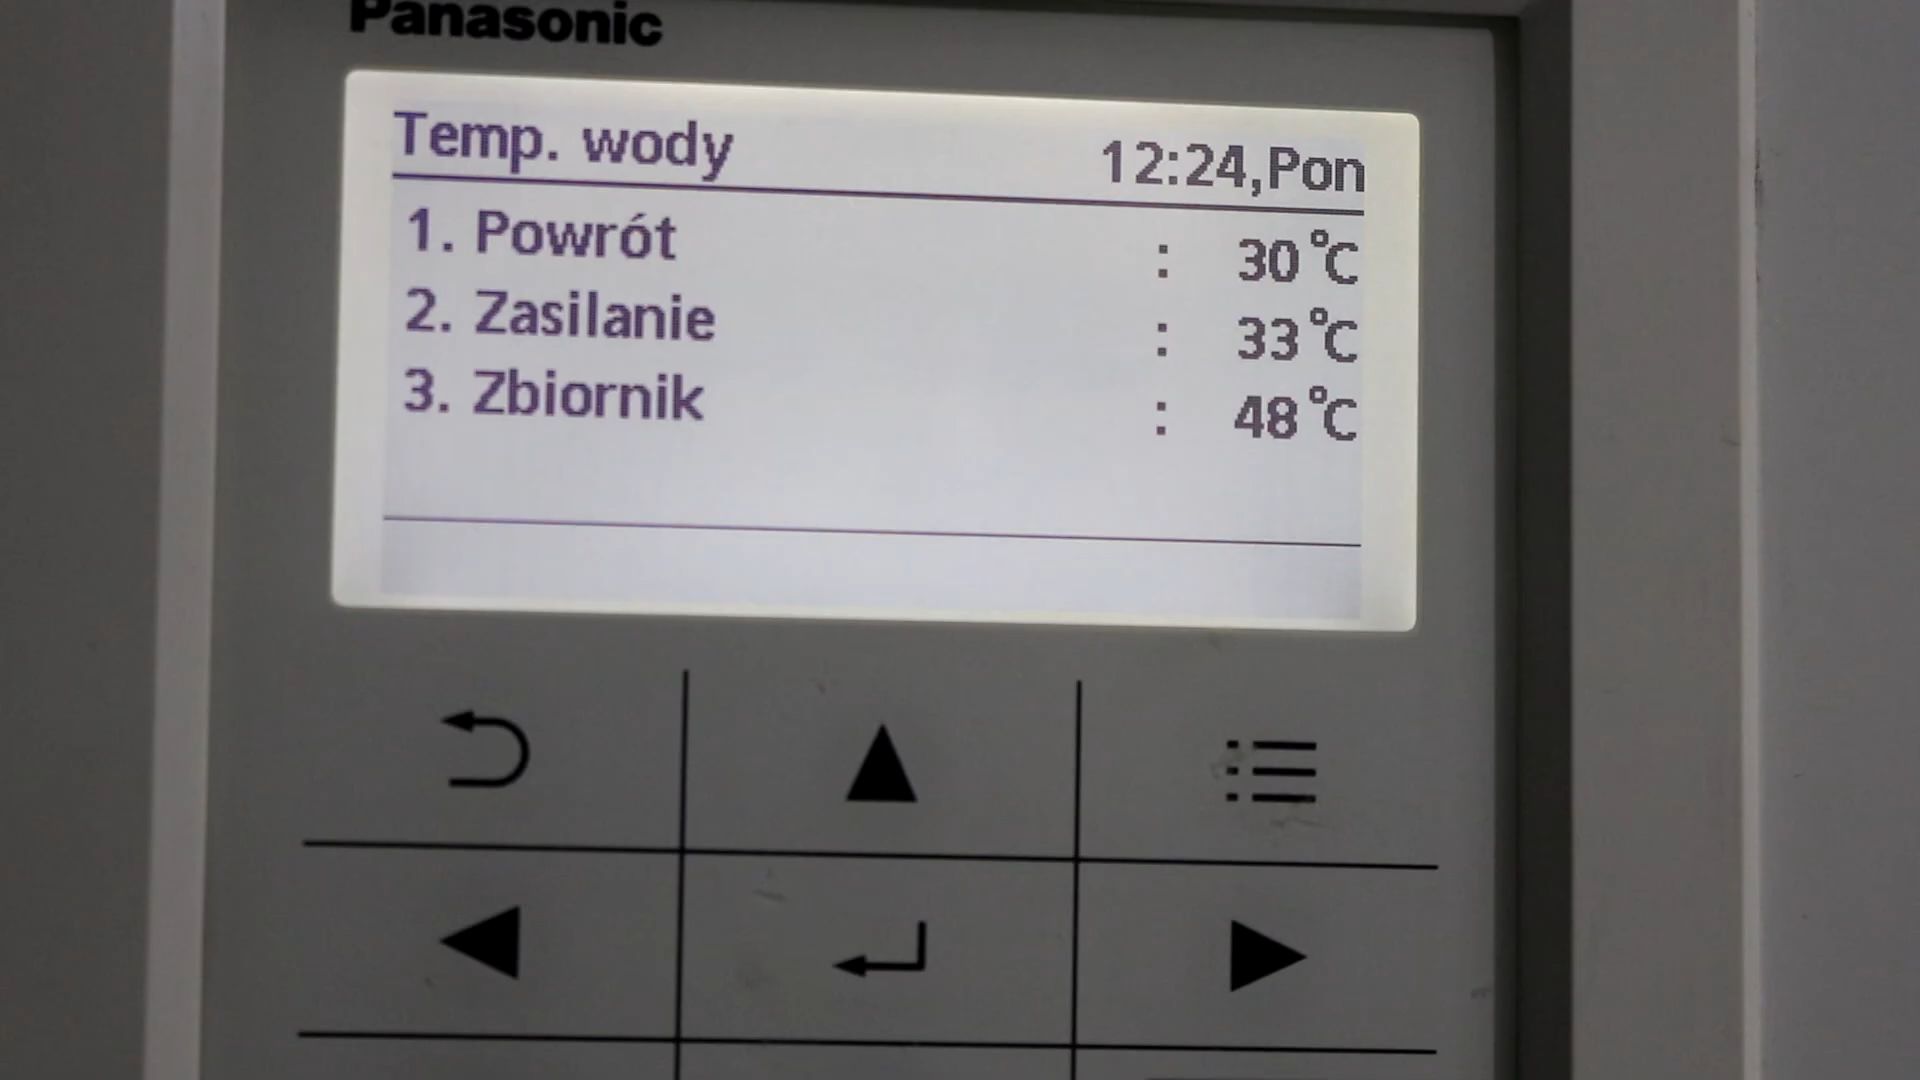 Panasonic
Temp. wody 12:24,Pon
1. Powrót : 30°C
2. Zasilanie : 33°C
3. Zbiornik : 48°C